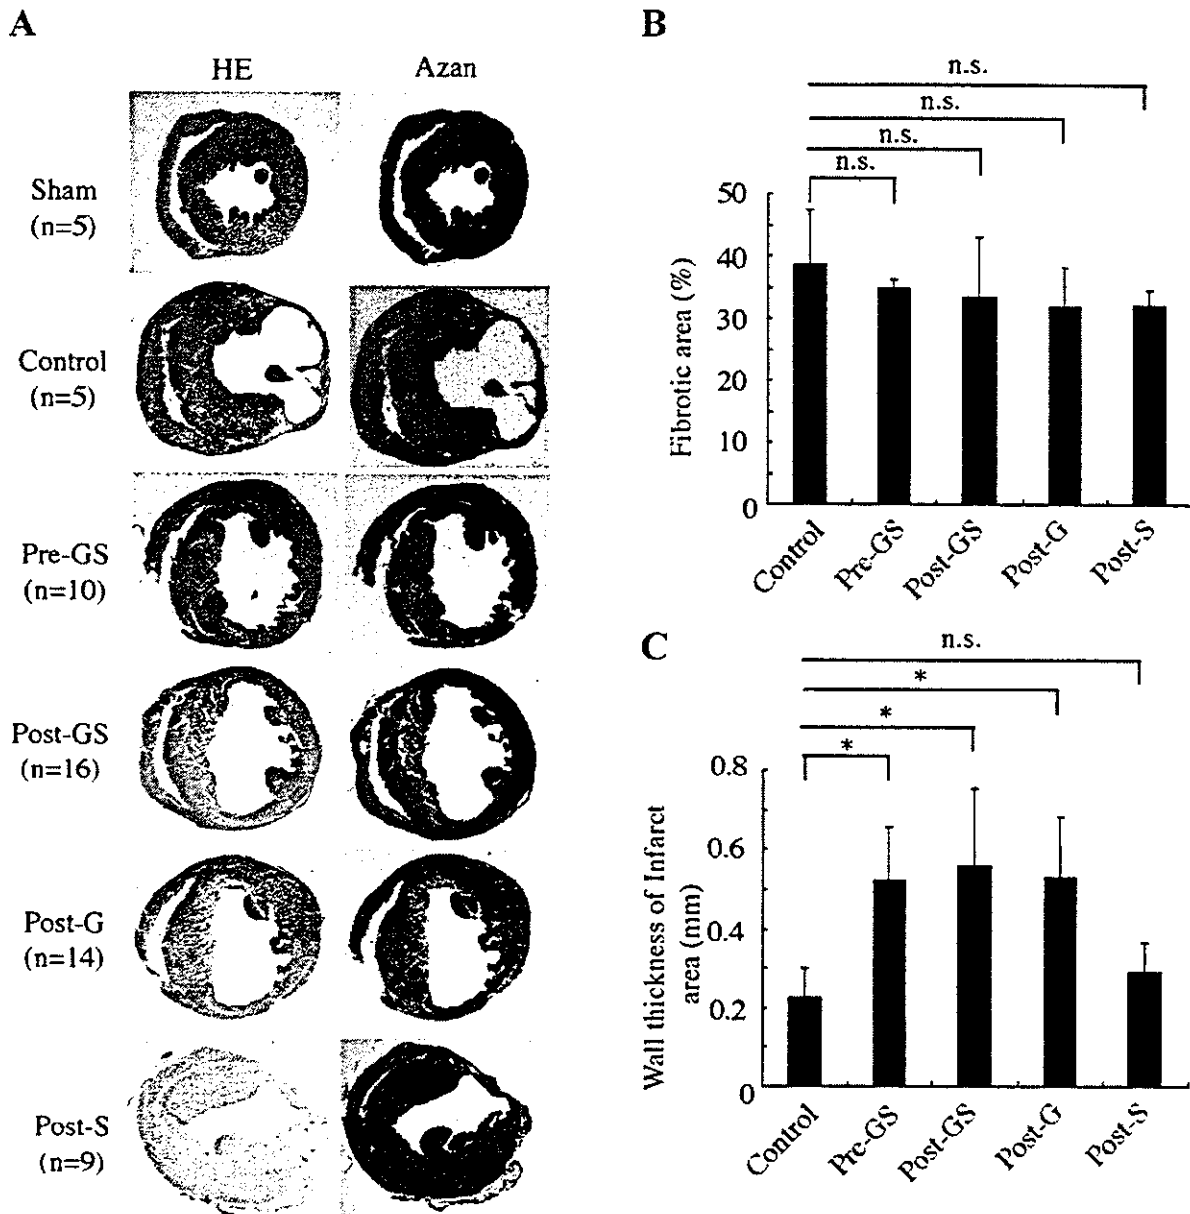 A
HE Azan
Sham
(n=5)
Control
(n=5)
Pre-GS
(n=10)
Post-GS
(n=16)
Post-G
(n=14)
Post-S
(n=9)
B
n.s.
n.s.
n.s.
n.s.
50
40
30
20
10
0
Fibrotic area (%)
Control
Pre-GS
Post-GS
Post-G
Post-S
C
n.s.
*
*
*
0.8
0.6
0.4
0.2
0
Wall thickness of Infarct
area (mm)
Control
Pre-GS
Post-GS
Post-G
Post-S